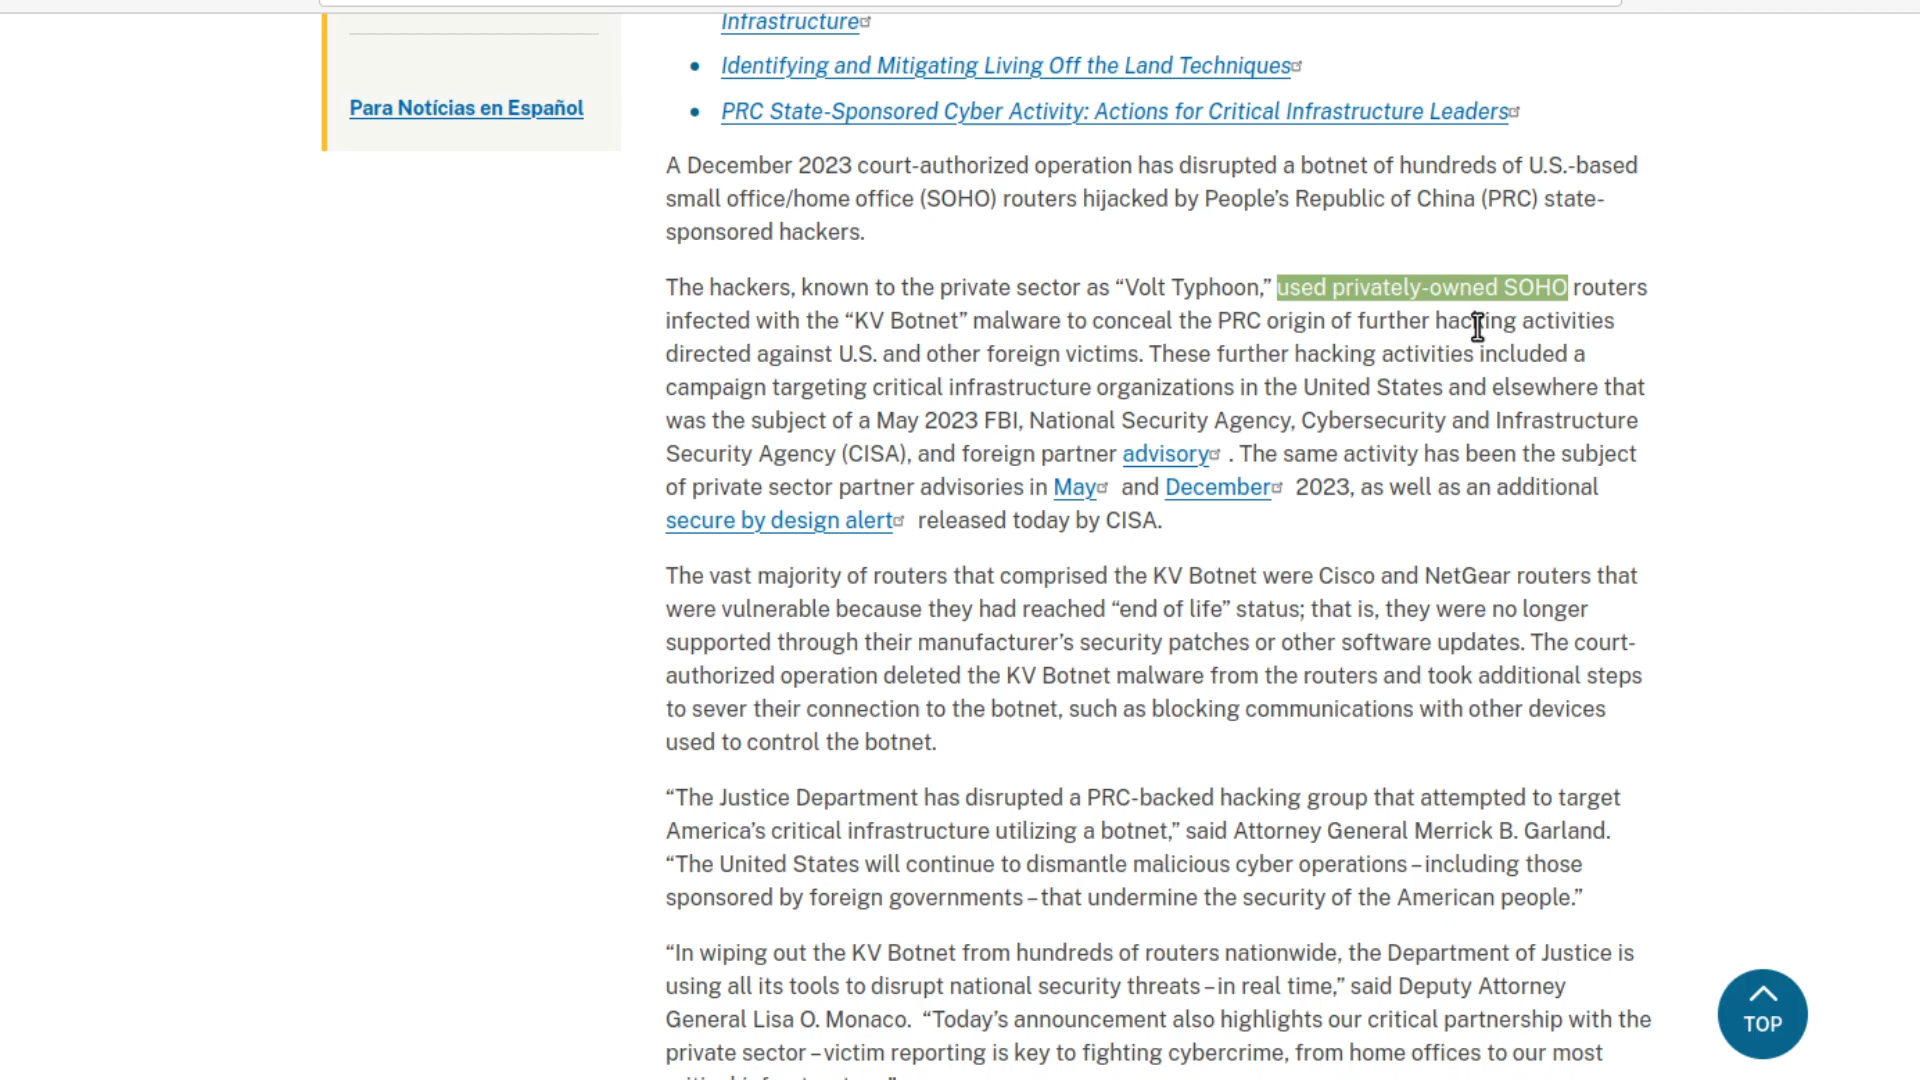 Infrastructure
Identifying and Mitigating Living Off the Land Techniques
Para Notícias en Español
PRC State-Sponsored Cyber Activity: Actions for Critical Infrastructure Leaders
A December 2023 court-authorized operation has disrupted a botnet of hundreds of U.S.-based
small office/home office (SOHO) routers hijacked by People’s Republic of China (PRC) state-
sponsored hackers.
The hackers, known to the private sector as “Volt Typhoon,” used privately-owned SOHO routers
infected with the “KV Botnet” malware to conceal the PRC origin of further hacking activities
directed against U.S. and other foreign victims. These further hacking activities included a
campaign targeting critical infrastructure organizations in the United States and elsewhere that
was the subject of a May 2023 FBI, National Security Agency, Cybersecurity and Infrastructure
Security Agency (CISA), and foreign partner advisory . The same activity has been the subject
of private sector partner advisories in May and December 2023, as well as an additional
secure by design alert released today by CISA.
The vast majority of routers that comprised the KV Botnet were Cisco and NetGear routers that
were vulnerable because they had reached “end of life” status; that is, they were no longer
supported through their manufacturer’s security patches or other software updates. The court-
authorized operation deleted the KV Botnet malware from the routers and took additional steps
to sever their connection to the botnet, such as blocking communications with other devices
used to control the botnet.
“The Justice Department has disrupted a PRC-backed hacking group that attempted to target
America’s critical infrastructure utilizing a botnet,” said Attorney General Merrick B. Garland.
“The United States will continue to dismantle malicious cyber operations – including those
sponsored by foreign governments – that undermine the security of the American people.”
“In wiping out the KV Botnet from hundreds of routers nationwide, the Department of Justice is
using all its tools to disrupt national security threats – in real time,” said Deputy Attorney
General Lisa O. Monaco.  “Today’s announcement also highlights our critical partnership with the
private sector – victim reporting is key to fighting cybercrime, from home offices to our most
TOP